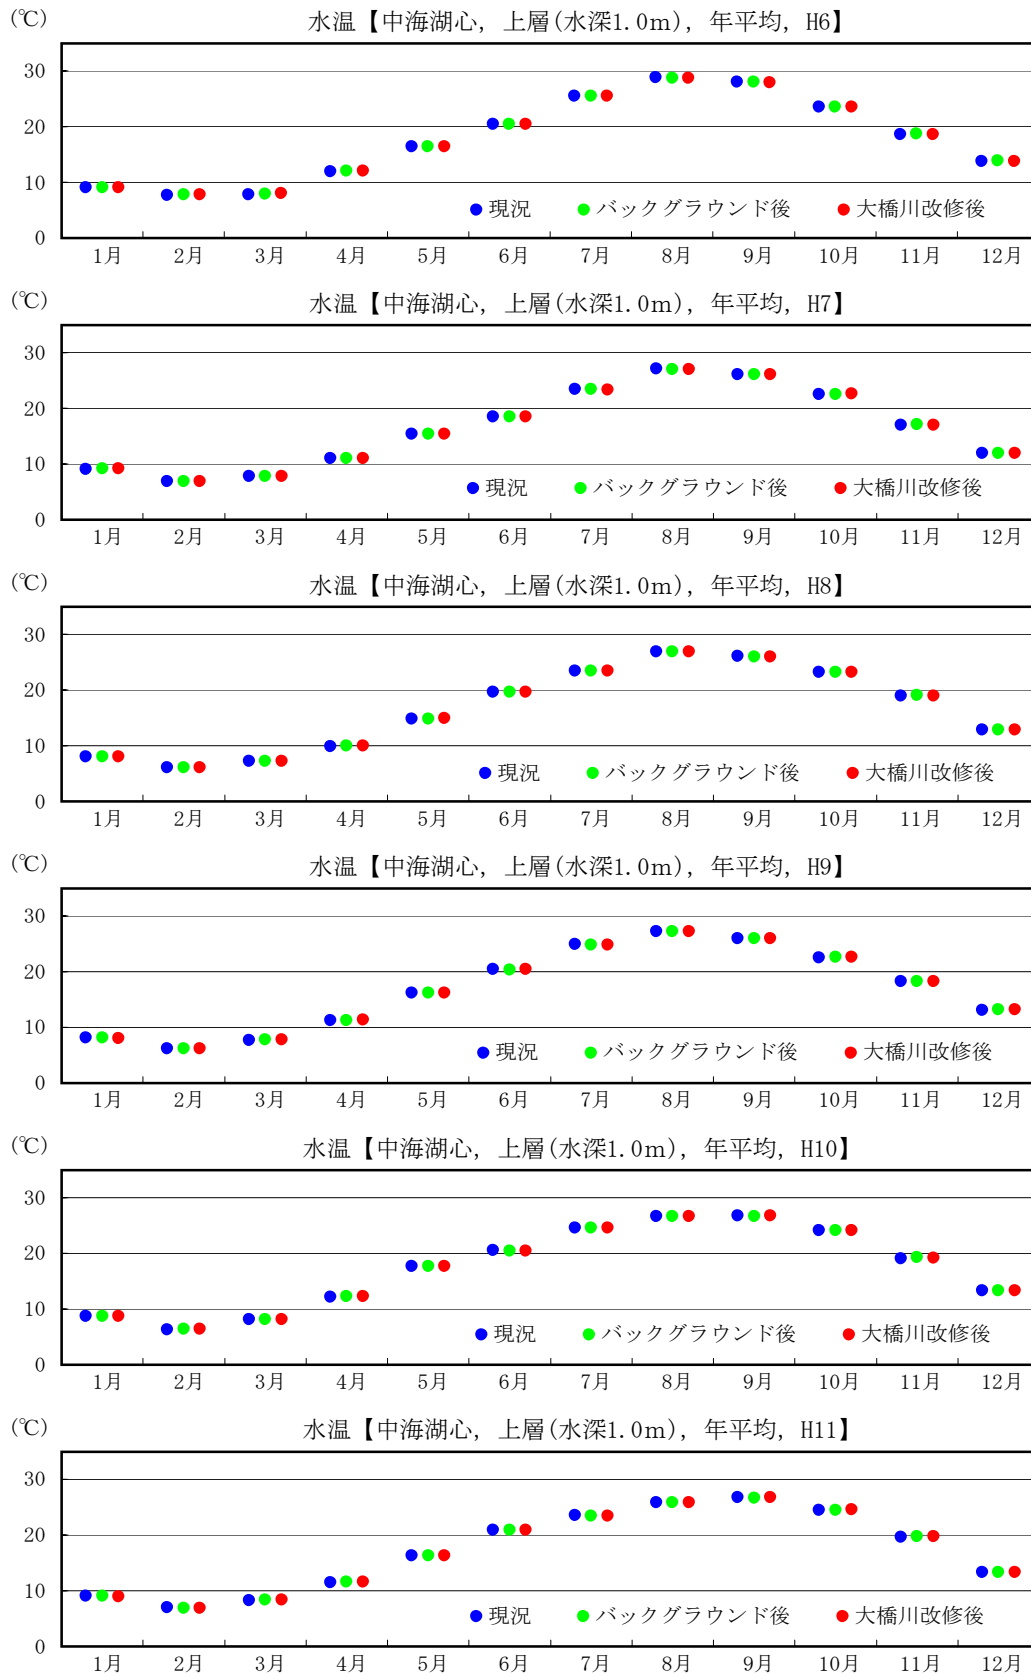 (℃) 水温【中海湖心, 上層(水深1.0m), 年平均, H6】
30
20
10
● 現況 ● バックグラウンド後 ● 大橋川改修後
0
1月 2月 3月 4月 5月 6月 7月 8月 9月 10月 11月 12月
(℃) 水温【中海湖心, 上層(水深1.0m), 年平均, H7】
30
20
10
● 現況 ● バックグラウンド後 ● 大橋川改修後
0
1月 2月 3月 4月 5月 6月 7月 8月 9月 10月 11月 12月
(℃) 水温【中海湖心, 上層(水深1.0m), 年平均, H8】
30
20
10
● 現況 ● バックグラウンド後 ● 大橋川改修後
0
1月 2月 3月 4月 5月 6月 7月 8月 9月 10月 11月 12月
(℃) 水温【中海湖心, 上層(水深1.0m), 年平均, H9】
30
20
10
● 現況 ● バックグラウンド後 ● 大橋川改修後
0
1月 2月 3月 4月 5月 6月 7月 8月 9月 10月 11月 12月
(℃) 水温【中海湖心, 上層(水深1.0m), 年平均, H10】
30
20
10
● 現況 ● バックグラウンド後 ● 大橋川改修後
0
1月 2月 3月 4月 5月 6月 7月 8月 9月 10月 11月 12月
(℃) 水温【中海湖心, 上層(水深1.0m), 年平均, H11】
30
20
10
● 現況 ● バックグラウンド後 ● 大橋川改修後
0
1月 2月 3月 4月 5月 6月 7月 8月 9月 10月 11月 12月